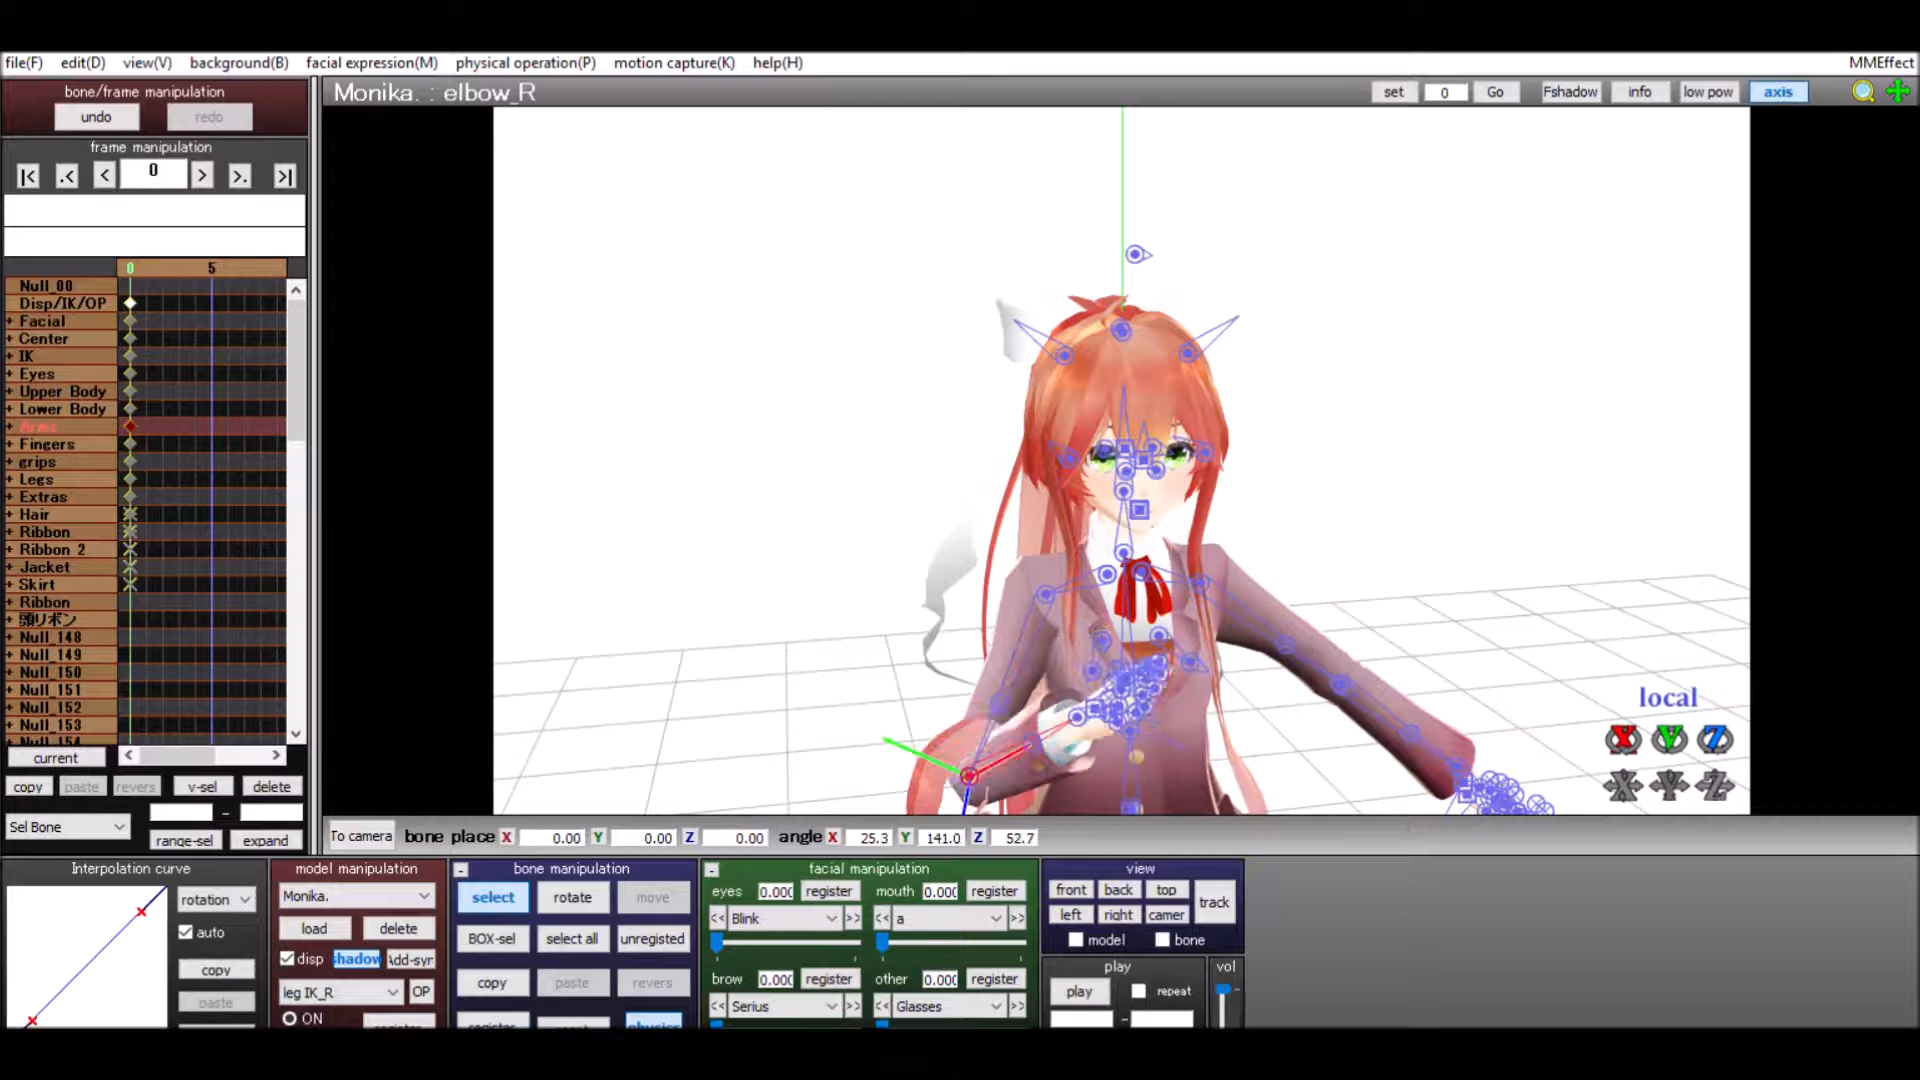 file(F) edit(D) view(V) background(B) facial expression(M) physical operation(P) motion capture(K) help(H) MMEffect
bone/frame manipulation
undo redo
Monika. : elbow_R
set 0 Go Fshadow info low pow axis
frame manipulation
|< .< < 0 > >. >|
0 5
Null_00
Disp/IK/OP
+ Facial
+ Center
+ IK
+ Eyes
+ Upper Body
+ Lower Body
+ Arms
+ Fingers
+ grips
+ Legs
+ Extras
+ Hair
+ Ribbon
+ Ribbon 2
+ Jacket
+ Skirt
+ Ribbon
+ 頭リボン
+ Null_148
+ Null_149
+ Null_150
+ Null_151
+ Null_152
+ Null_153
+ Null_154
local
X Y Z
X Y Z
current < >
copy paste revers v-sel delete
Sel Bone -
range-sel expand
To camera bone place X 0.00 Y 0.00 Z 0.00 angle X 25.3 Y 141.0 Z 52.7
Interpolation curve
rotation
auto
copy
paste
model manipulation
Monika.
load delete
disp shadow Add-syn
leg IK_R OP
ON
- bone manipulation
select rotate move
BOX-sel select all unregisted
copy paste revers
register physics
- facial manipulation
eyes 0.000 register mouth 0.000 register
<< Blink >> << a >>
brow 0.000 register other 0.000 register
<< Serius >> << Glasses >>
view
front back top
left right camer track
model bone
play
play repeat
-
vol